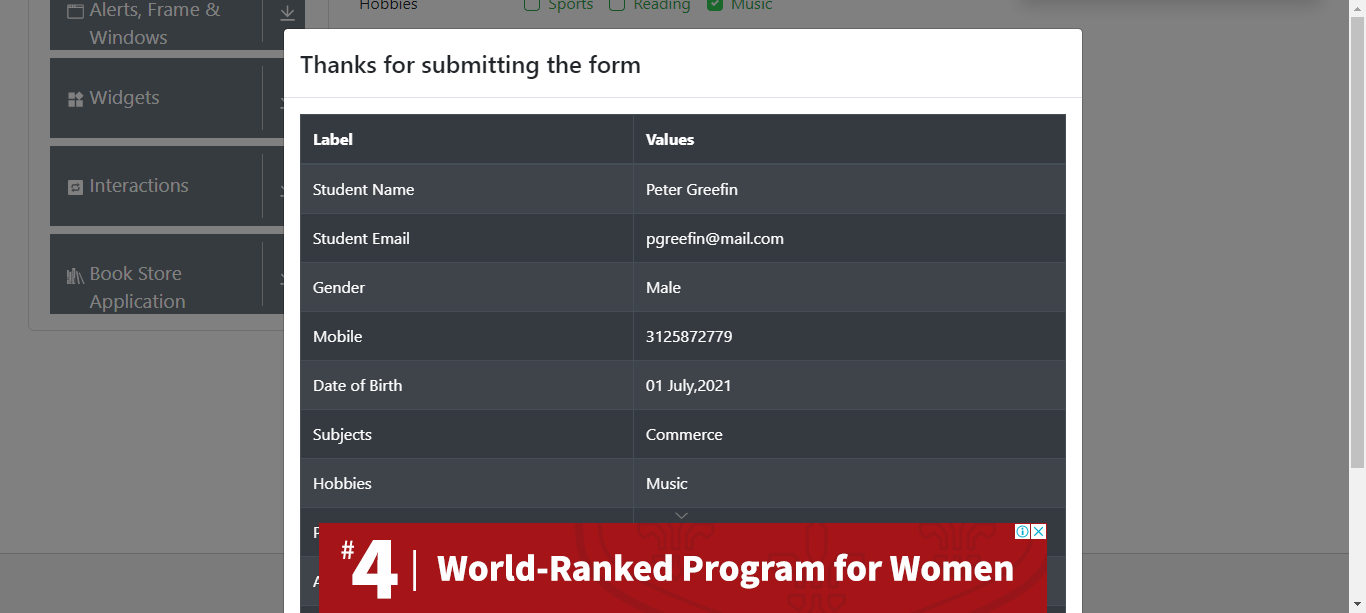 Alerts, Frame &
Windows
Hobbies Sports Reading Music
Thanks for submitting the form
Widgets
Interactions
Book Store
Application
Label Values
Student Name Peter Greefin
Student Email pgreefin@mail.com
Gender Male
Mobile 3125872779
Date of Birth 01 July,2021
Subjects Commerce
Hobbies Music
#4 World-Ranked Program for Women